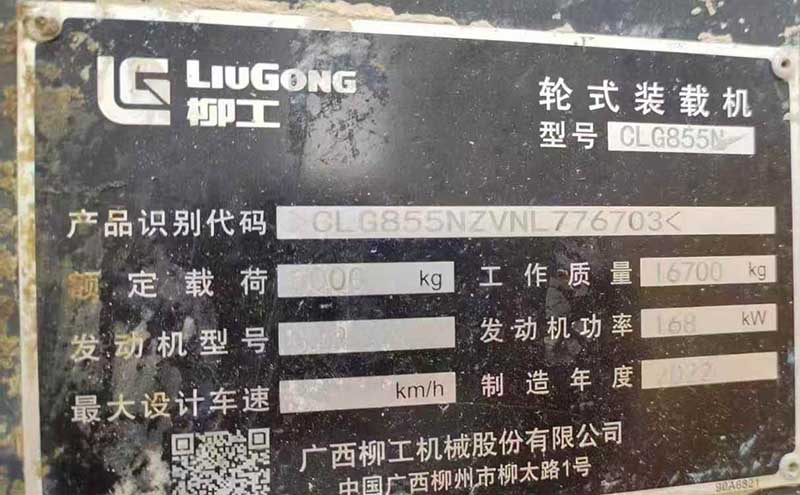 LIUGONG
柳工
轮式装载机
型号 CLG855N
产品识别代码 >CLG855NZVNL776703<
额定载荷 kg 工作质量 16700 kg
发动机型号 发动机功率 168 kW
最大设计车速 km/h 制造年度 2022
广西柳工机械股份有限公司
中国广西柳州市柳太路1号
90A6821